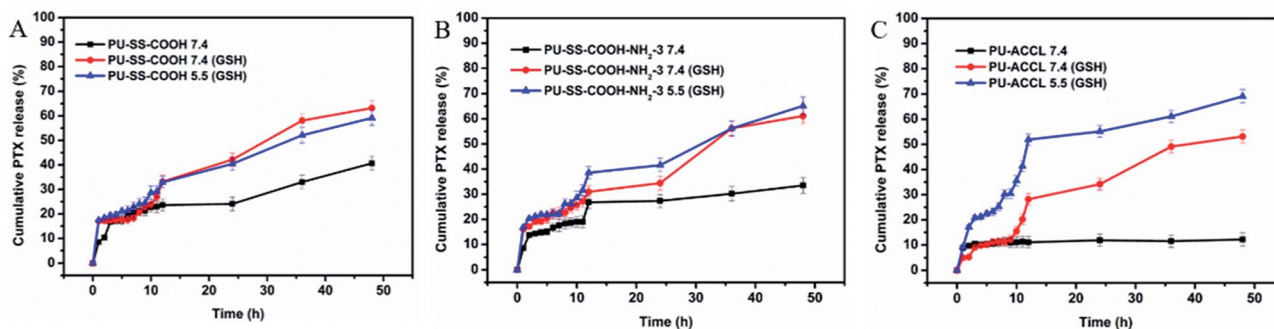 A
PU-SS-COOH 7.4
PU-SS-COOH 7.4 (GSH)
PU-SS-COOH 5.5 (GSH)
Cumulative PTX release (%)
100
90
80
70
60
50
40
30
20
10
0
0 10 20 30 40 50
Time (h)
B
PU-SS-COOH-NH2-3 7.4
PU-SS-COOH-NH2-3 7.4 (GSH)
PU-SS-COOH-NH2-3 5.5 (GSH)
Cumulative PTX release (%)
100
90
80
70
60
50
40
30
20
10
0
0 10 20 30 40 50
Time (h)
C
PU-ACCL 7.4
PU-ACCL 7.4 (GSH)
PU-ACCL 5.5 (GSH)
Cumulative PTX release (%)
100
90
80
70
60
50
40
30
20
10
0
0 10 20 30 40 50
Time (h)